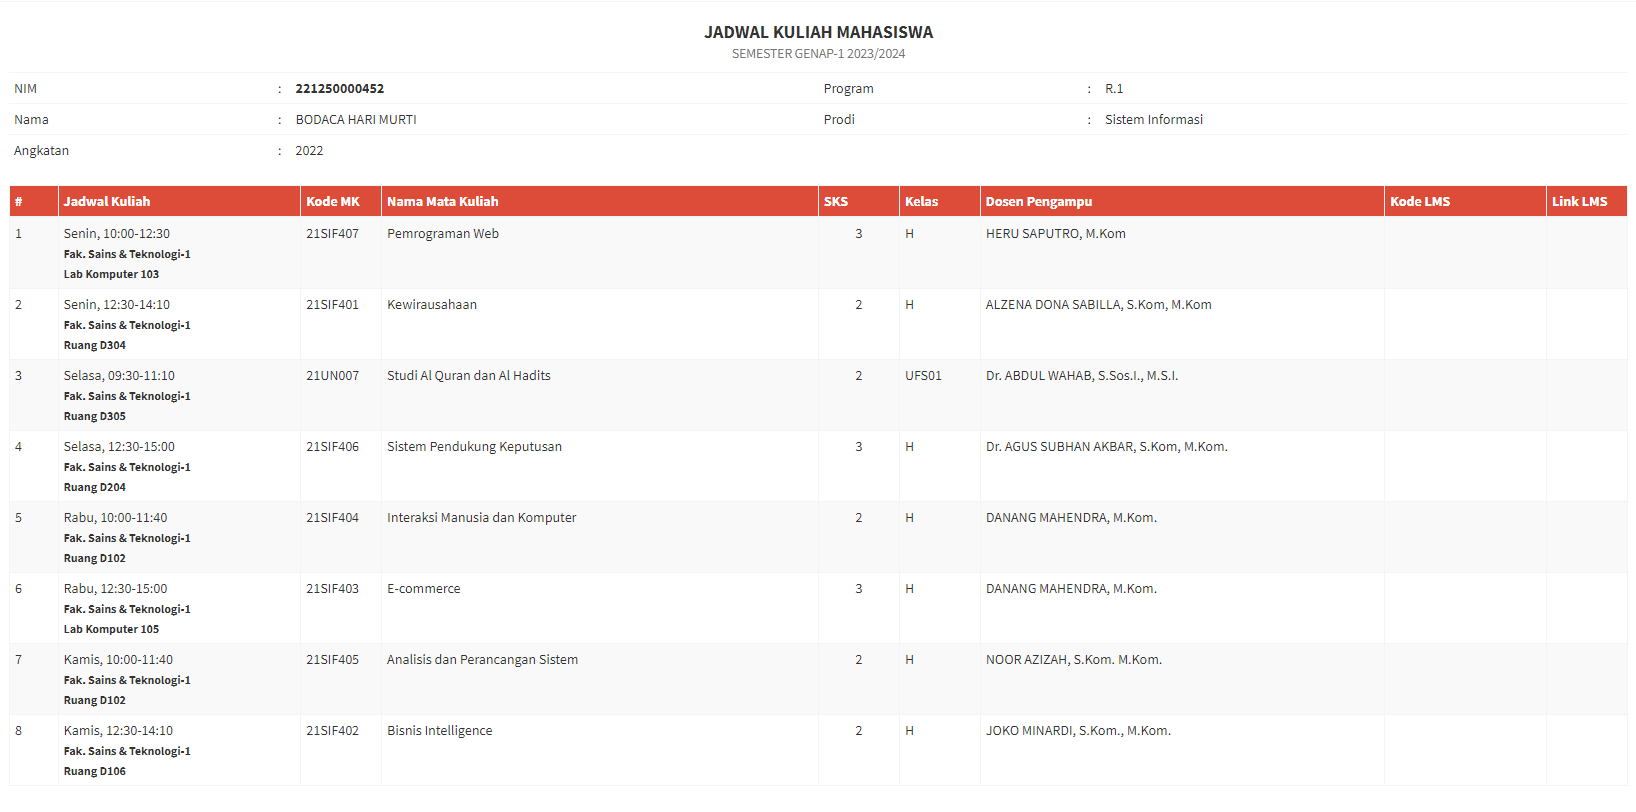 JADWAL KULIAH MAHASISWA
SEMESTER GENAP-1 2023/2024
NIM : 221250000452 Program : R.1
Nama : BODACA HARI MURTI Prodi : Sistem Informasi
Angkatan : 2022
# Jadwal Kuliah Kode MK Nama Mata Kuliah SKS Kelas Dosen Pengampu Kode LMS Link LMS
1 Senin, 10:00-12:30 21SIF407 Pemrograman Web 3 H HERU SAPUTRO, M.Kom
Fak. Sains & Teknologi-1
Lab Komputer 103
2 Senin, 12:30-14:10 21SIF401 Kewirausahaan 2 H ALZENA DONA SABILLA, S.Kom, M.Kom
Fak. Sains & Teknologi-1
Ruang D304
3 Selasa, 09:30-11:10 21UN007 Studi Al Quran dan Al Hadits 2 UFS01 Dr. ABDUL WAHAB, S.Sos.I., M.S.I.
Fak. Sains & Teknologi-1
Ruang D305
4 Selasa, 12:30-15:00 21SIF406 Sistem Pendukung Keputusan 3 H Dr. AGUS SUBHAN AKBAR, S.Kom, M.Kom.
Fak. Sains & Teknologi-1
Ruang D204
5 Rabu, 10:00-11:40 21SIF404 Interaksi Manusia dan Komputer 2 H DANANG MAHENDRA, M.Kom.
Fak. Sains & Teknologi-1
Ruang D102
6 Rabu, 12:30-15:00 21SIF403 E-commerce 3 H DANANG MAHENDRA, M.Kom.
Fak. Sains & Teknologi-1
Lab Komputer 105
7 Kamis, 10:00-11:40 21SIF405 Analisis dan Perancangan Sistem 2 H NOOR AZIZAH, S.Kom. M.Kom.
Fak. Sains & Teknologi-1
Ruang D102
8 Kamis, 12:30-14:10 21SIF402 Bisnis Intelligence 2 H JOKO MINARDI, S.Kom., M.Kom.
Fak. Sains & Teknologi-1
Ruang D106